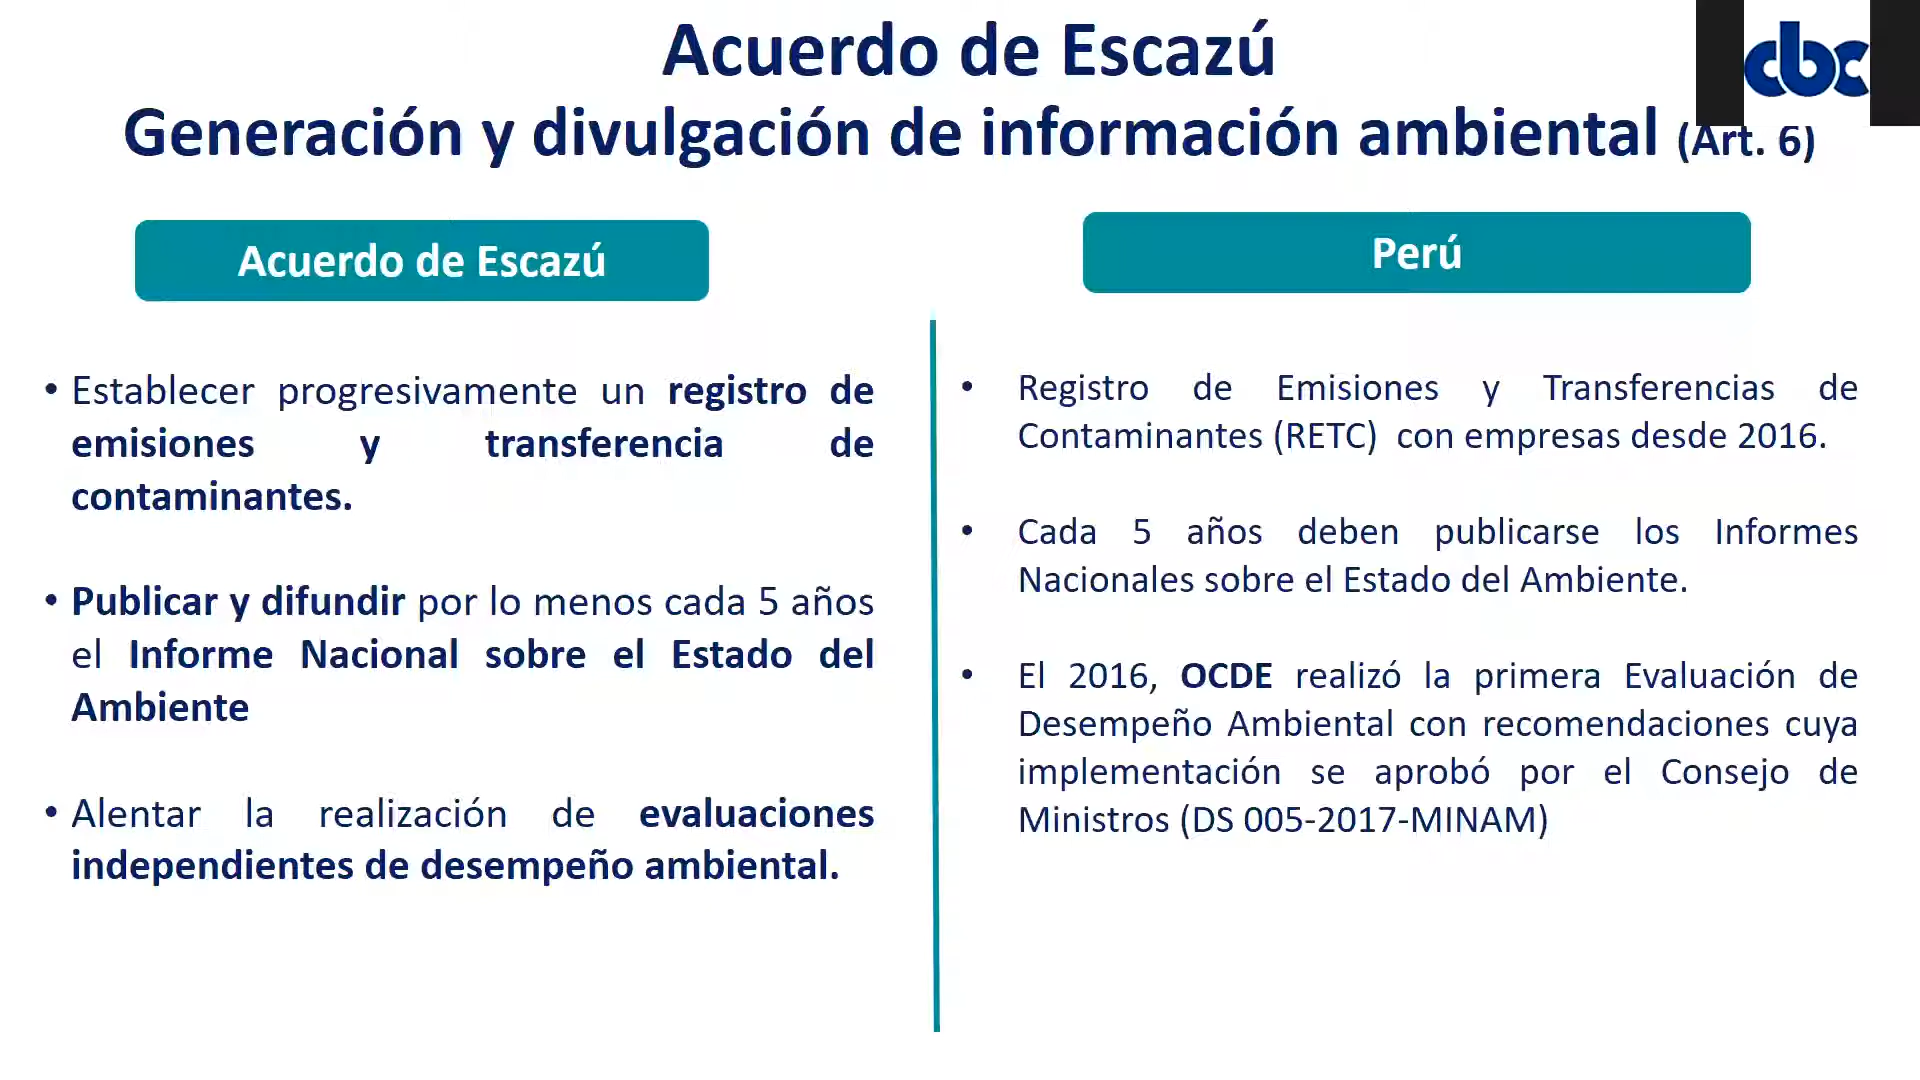 Acuerdo de Escazú
Generación y divulgación de información ambiental (Art. 6)
cbc
Acuerdo de Escazú
• Establecer progresivamente un registro de
emisiones y transferencia de
contaminantes.
• Publicar y difundir por lo menos cada 5 años
el Informe Nacional sobre el Estado del
Ambiente
• Alentar la realización de evaluaciones
independientes de desempeño ambiental.
Perú
• Registro de Emisiones y Transferencias de
Contaminantes (RETC) con empresas desde 2016.
• Cada 5 años deben publicarse los Informes
Nacionales sobre el Estado del Ambiente.
• El 2016, OCDE realizó la primera Evaluación de
Desempeño Ambiental con recomendaciones cuya
implementación se aprobó por el Consejo de
Ministros (DS 005-2017-MINAM)